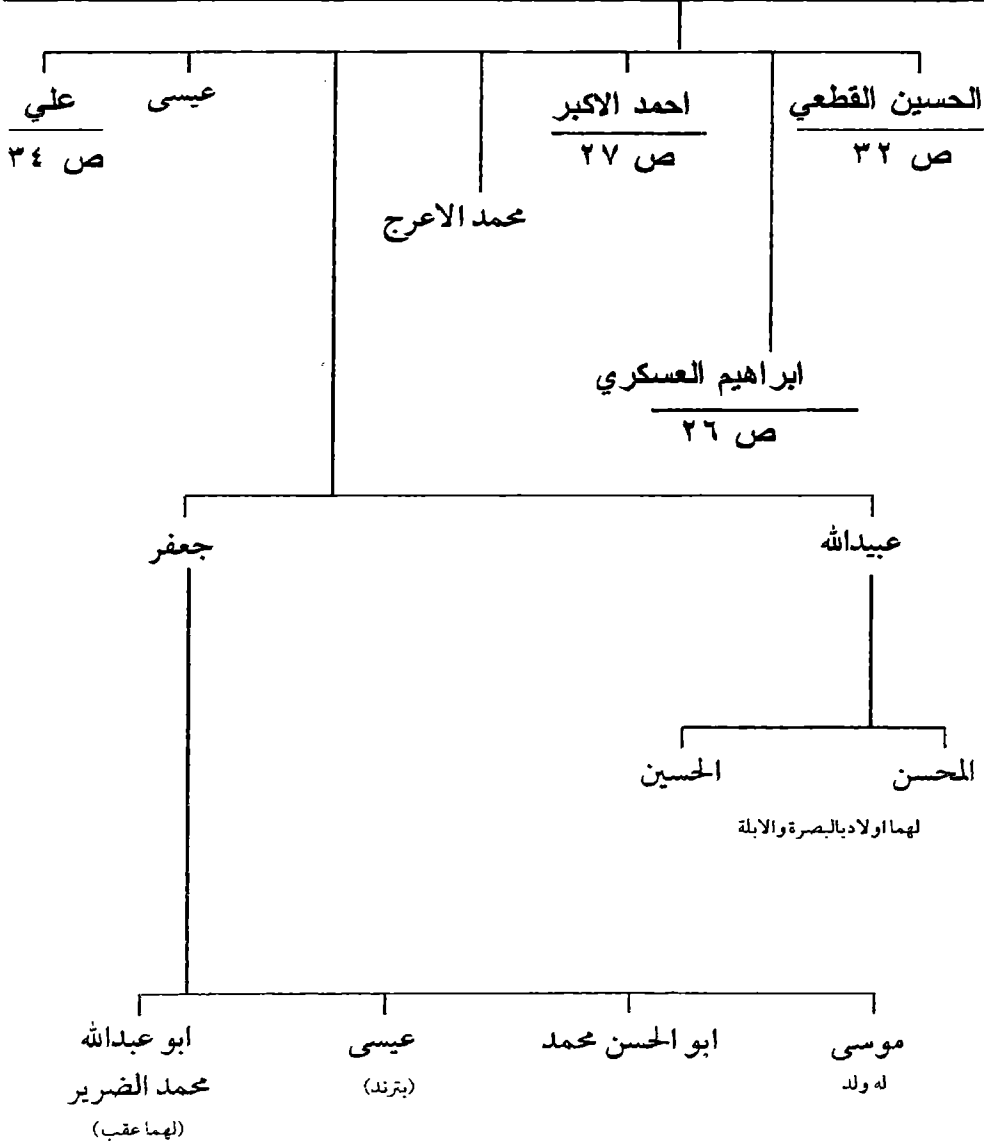 الحسين القطعي
ص ٣٢
احمد الاكبر
ص ٢٧
عيسى
علي
ص ٣٤
محمد الاعرج
ابراهيم العسكري
ص ٢٦
عبيدالله
جعفر
المحسن
الحسين
لهما اولاد بالبصرة والابلة
موسى
له ولد
ابو الحسن محمد
عيسى
(بترند)
ابو عبدالله
محمد الضرير
(لهما عقب)